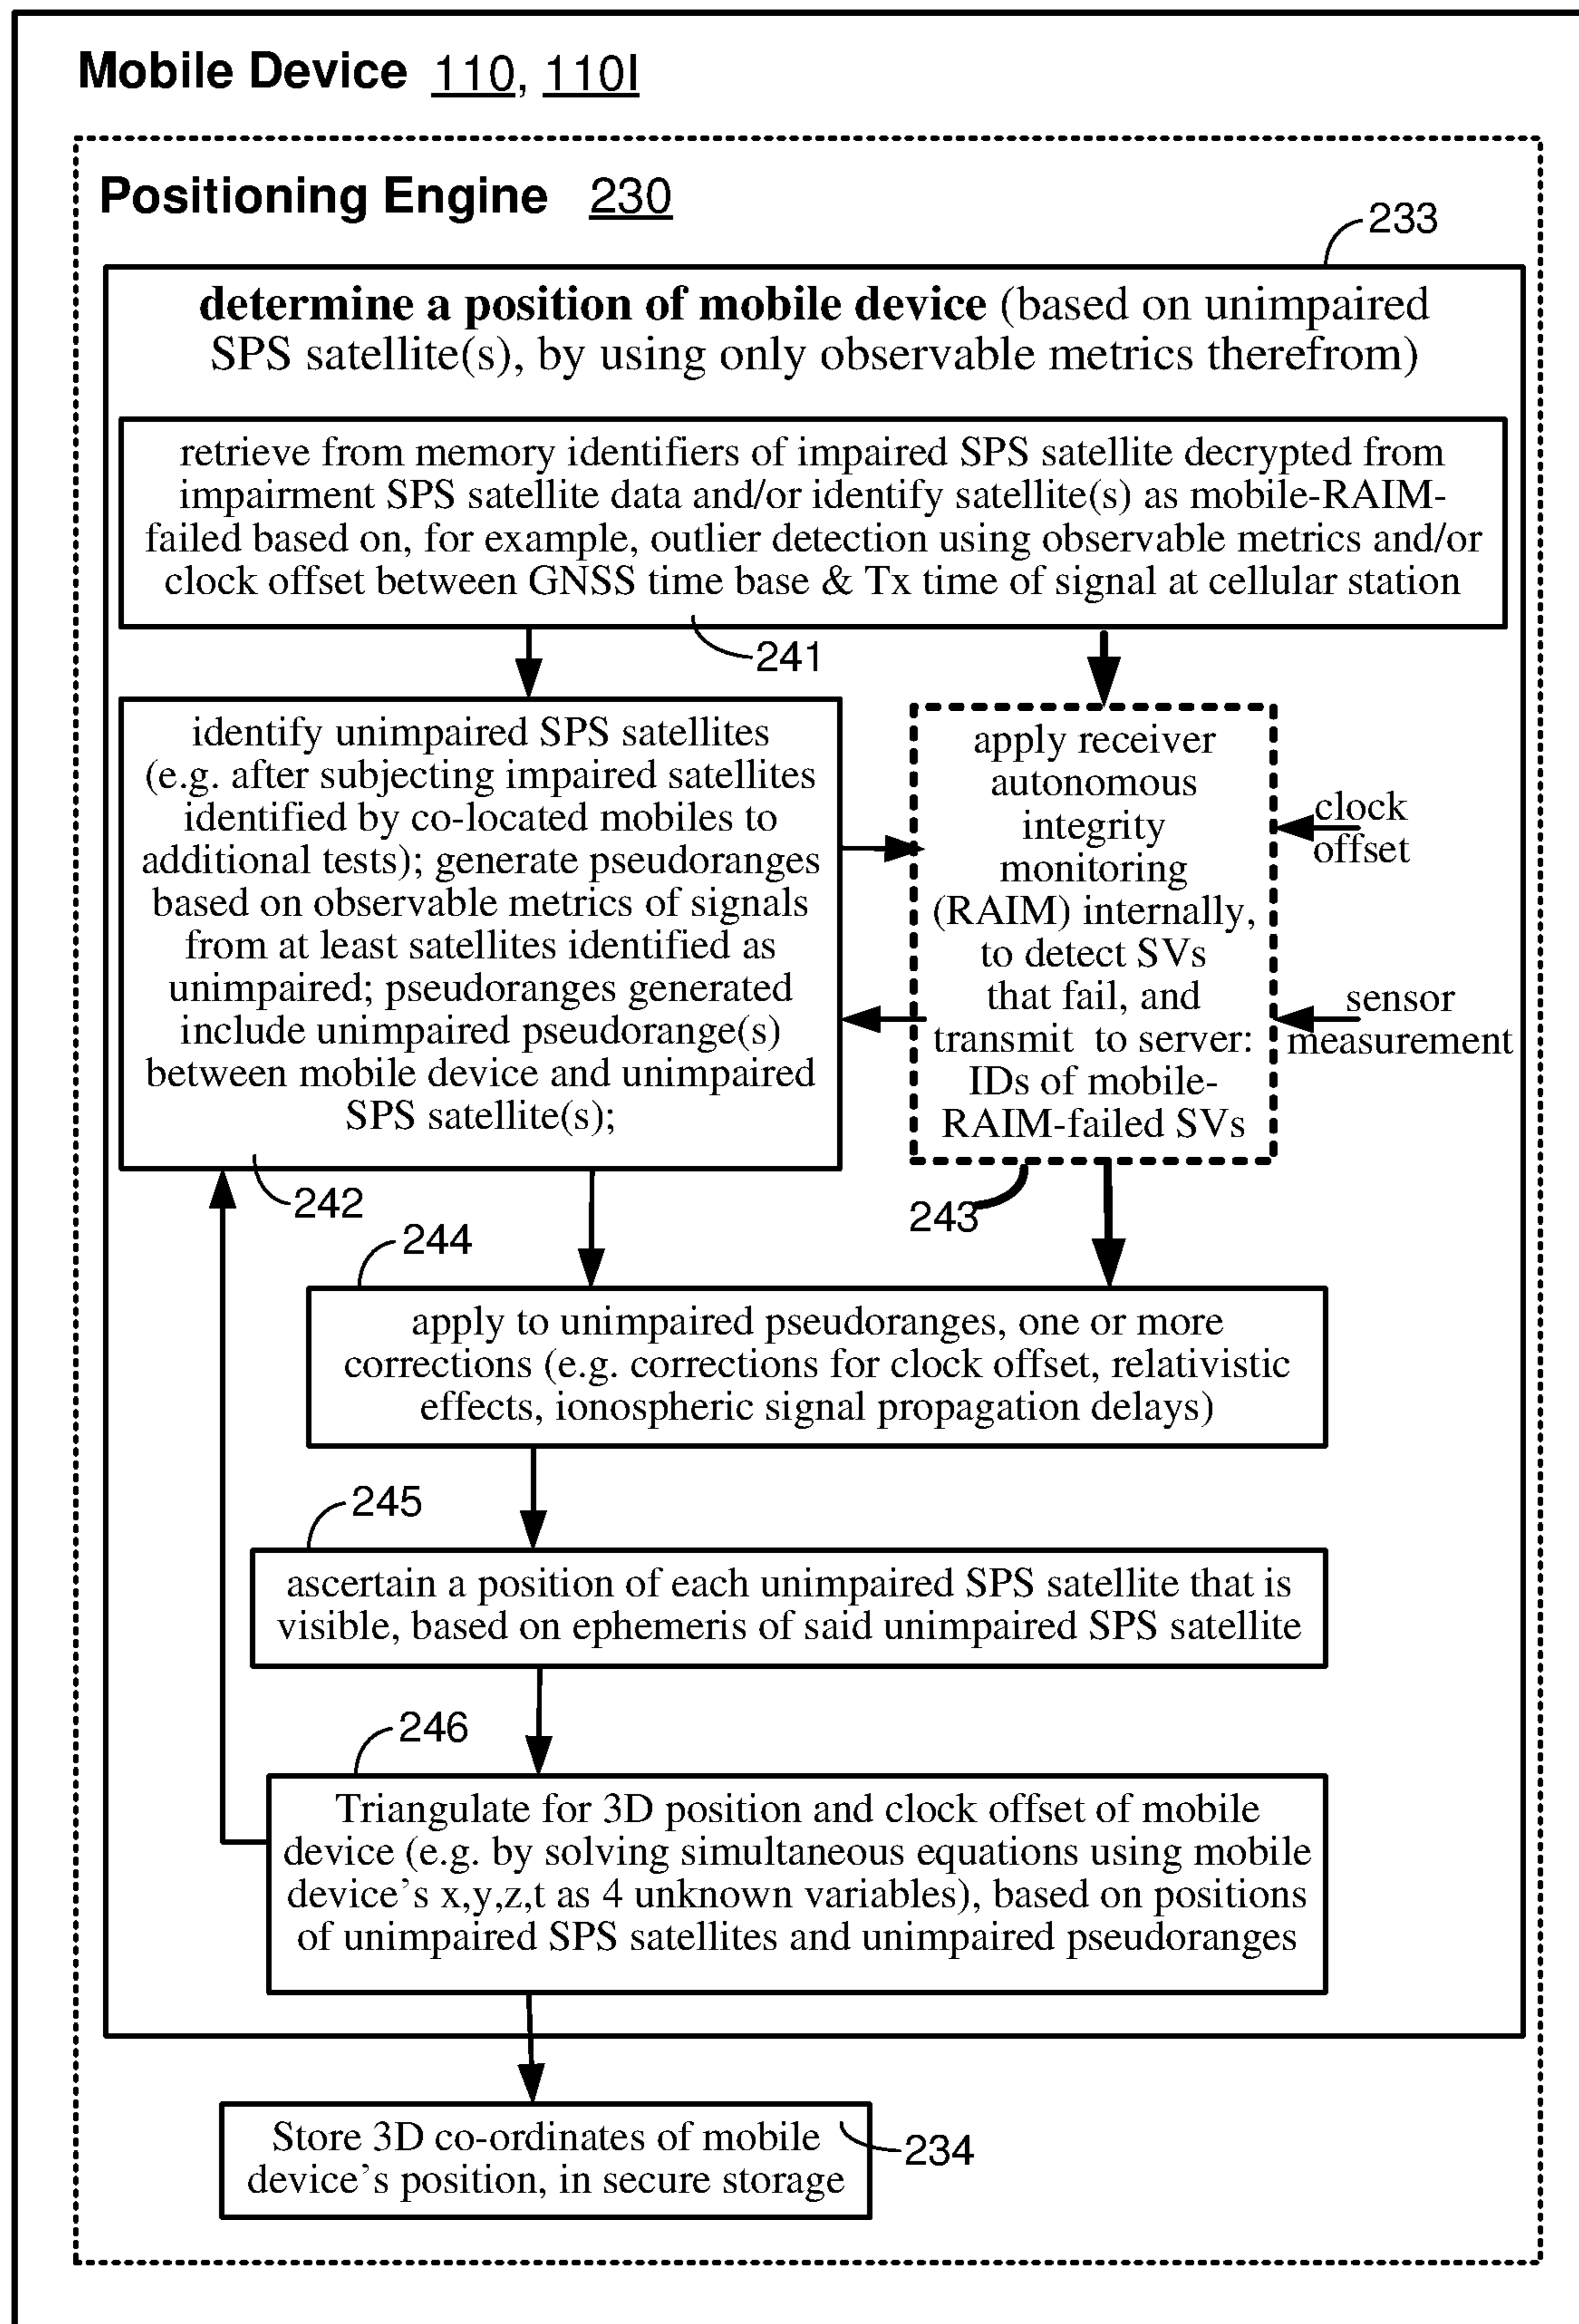 Mobile Device 110, 110I
Positioning Engine 230
233
determine a position of mobile device (based on unimpaired
SPS satellite(s), by using only observable metrics therefrom)
retrieve from memory identifiers of impaired SPS satellite decrypted from
impairment SPS satellite data and/or identify satellite(s) as mobile-RAIM-
failed based on, for example, outlier detection using observable metrics and/or
clock offset between GNSS time base & Tx time of signal at cellular station
241
identify unimpaired SPS satellites
(e.g. after subjecting impaired satellites
identified by co-located mobiles to
additional tests); generate pseudoranges
based on observable metrics of signals
from at least satellites identified as
unimpaired; pseudoranges generated
include unimpaired pseudorange(s)
between mobile device and unimpaired
SPS satellite(s);
242
apply receiver
autonomous
integrity
monitoring
(RAIM) internally,
to detect SVs
that fail, and
transmit to server:
IDs of mobile-
RAIM-failed SVs
243
clock
offset
sensor
measurement
244
apply to unimpaired pseudoranges, one or more
corrections (e.g. corrections for clock offset, relativistic
effects, ionospheric signal propagation delays)
245
ascertain a position of each unimpaired SPS satellite that is
visible, based on ephemeris of said unimpaired SPS satellite
246
Triangulate for 3D position and clock offset of mobile
device (e.g. by solving simultaneous equations using mobile
device's x,y,z,t as 4 unknown variables), based on positions
of unimpaired SPS satellites and unimpaired pseudoranges
Store 3D co-ordinates of mobile
device's position, in secure storage
234